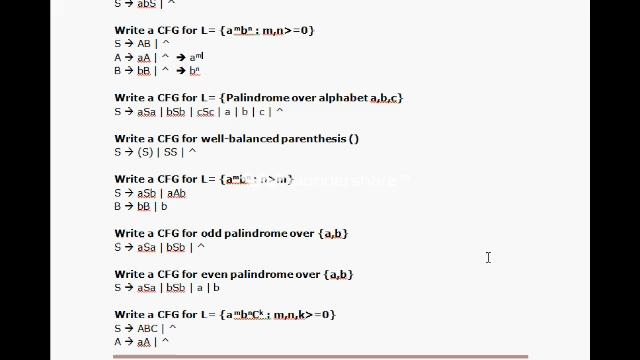 S → abS | ^
Write a CFG for L= {aᵐbⁿ : m,n>=0}
S → AB | ^
A → aA | ^ → aᵐ
B → bB | ^ → bⁿ
Write a CFG for L= {Palindrome over alphabet a,b,c}
S → aSa | bSb | cSc | a | b | c | ^
Write a CFG for well-balanced parenthesis ()
S → (S) | SS | ^
Write a CFG for L= {aᵐbⁿ : n>m}
S → aSb | aAb
B → bB | b
Write a CFG for odd palindrome over {a,b}
S → aSa | bSb | ^
Write a CFG for even palindrome over {a,b}
S → aSa | bSb | a | b
Write a CFG for L= {aᵐbⁿCᵏ : m,n,k>=0}
S → ABC | ^
A → aA | ^